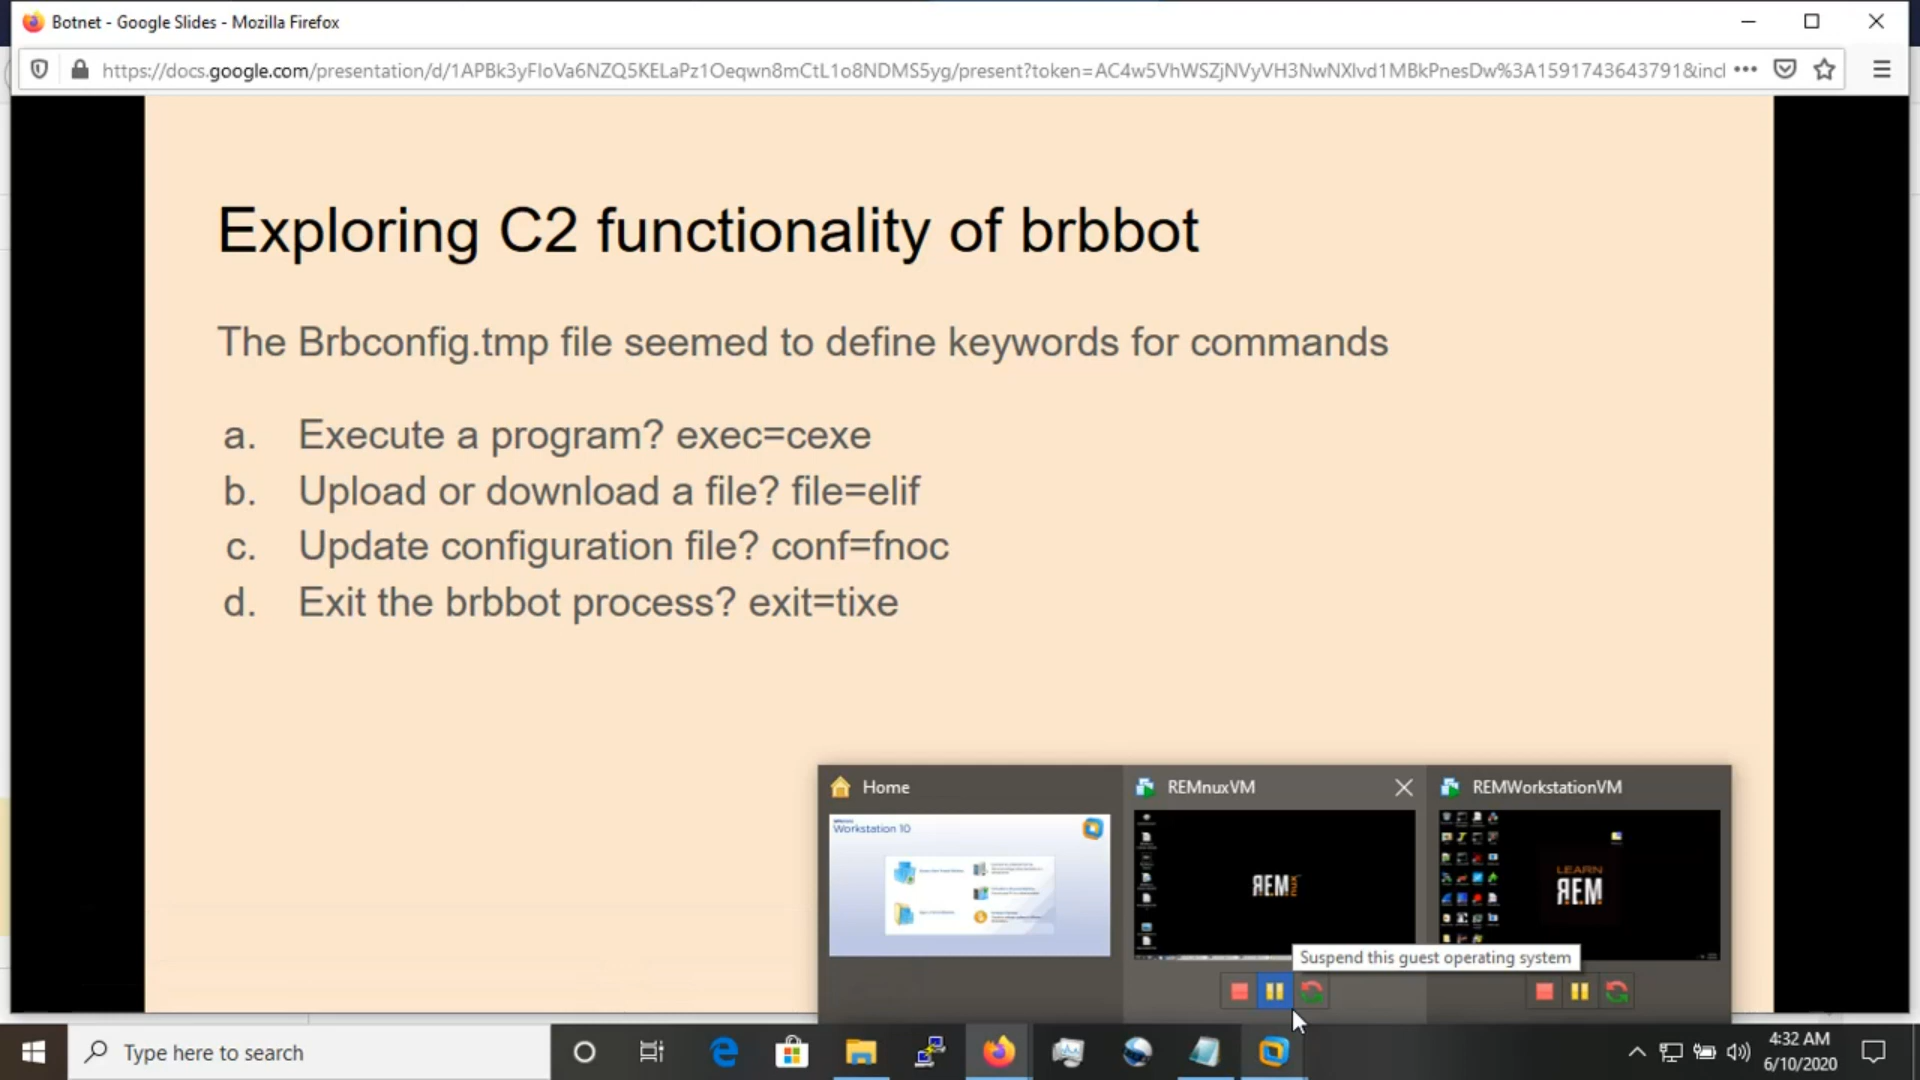 Botnet - Google Slides - Mozilla Firefox
https://docs.google.com/presentation/d/1APBk3yFIoVa6NZQ5KELaPz1Oeqwn8mCtL1o8NDMS5yg/present?token=AC4w5VhWSZjNVyVH3NwNXlvd1MBkPnesDw%3A1591743643791&incl
Exploring C2 functionality of brbbot
The Brbconfig.tmp file seemed to define keywords for commands
a. Execute a program? exec=cexe
b. Upload or download a file? file=elif
c. Update configuration file? conf=fnoc
d. Exit the brbbot process? exit=tixe
Home
REMnuxVM
REMWorkstationVM
Workstation 10
REM
nux
LEARN
REM
Suspend this guest operating system
Type here to search
4:32 AM
6/10/2020